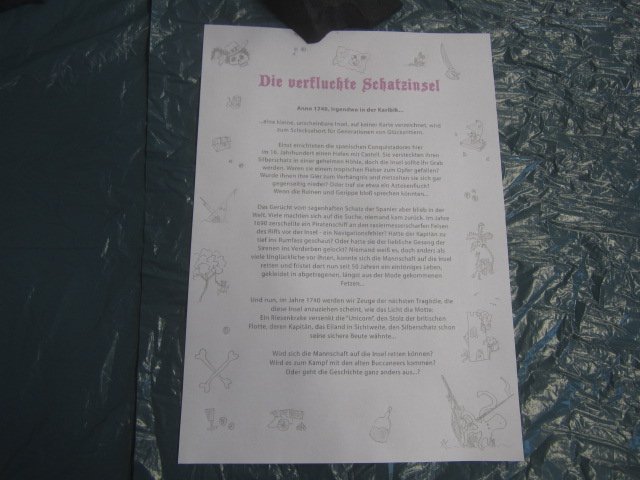 Die verfluchte Schatzinsel
Anno 1740, irgendwo in der Karibik...
...eine kleine, unscheinbare Insel, auf keiner Karte verzeichnet, wird
zum Schicksalsort für Generationen von Glücksrittern.
Einst errichteten die spanischen Conquistadores hier
im 16. Jahrhundert einen Hafen mit Castell. Sie versteckten ihren
Silberschatz in einer geheimen Höhle, doch die Insel sollte ihr Grab
werden. Waren sie einem tropischen Fieber zum Opfer gefallen?
Wurde ihnen ihre Gier zum Verhängnis und metzelten sie sich gar
gegenseitig nieder? Oder traf sie etwa ein Aztekenfluch?
Wenn die Ruinen und Gerippe bloß sprechen könnten...
Das Gerücht vom sagenhaften Schatz der Spanier aber blieb in der
Welt. Viele machten sich auf die Suche, niemand kam zurück. Im Jahre
1690 zerschellte ein Piratenschiff an den rasiermesserscharfen Felsen
des Riffs vor der Insel - ein Navigationsfehler? Hatte der Kapitän zu
tief ins Rumfass geschaut? Oder hatte sie der liebliche Gesang der
Sirenen ins Verderben gelockt? Niemand weiß es, doch anders als
viele Unglückliche vor ihnen, konnte sich die Mannschaft auf die Insel
retten und fristet dort nun seit 50 Jahren ein eintöniges Leben,
gekleidet in abgetragenen, längst aus der Mode gekommenen
Fetzen...
Und nun, im Jahre 1740 werden wir Zeuge der nächsten Tragödie, die
diese Insel anzuziehen scheint, wie das Licht die Motte:
Ein Riesenkrake versenkt die "Unicorn", den Stolz der britischen
Flotte, deren Kapitän, das Eiland in Sichtweite, den Silberschatz schon
seine sichere Beute wähnte...
Wird sich die Mannschaft auf die Insel retten können?
Wird es zum Kampf mit den alten Bucaneers kommen?
Oder geht die Geschichte ganz anders aus...?